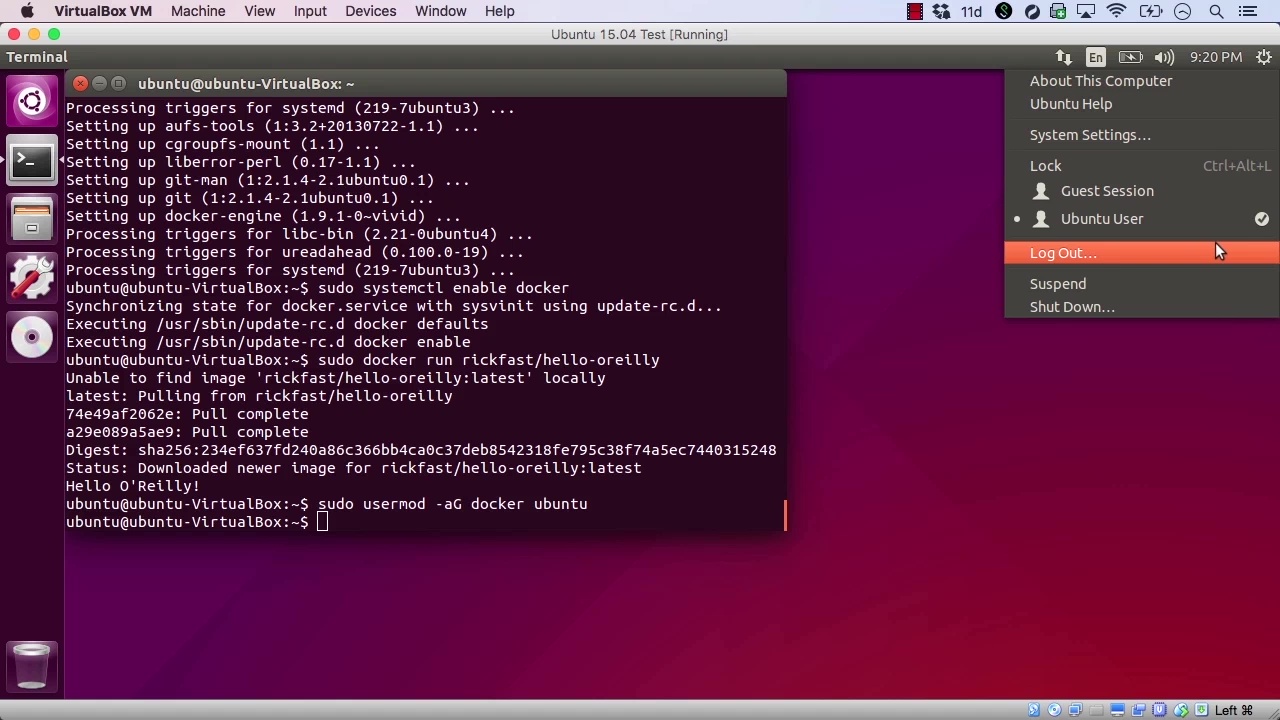 VirtualBox VM Machine View Input Devices Window Help 11d
Ubuntu 15.04 Test [Running]
Terminal En 9:20 PM
ubuntu@ubuntu-VirtualBox: ~
Processing triggers for systemd (219-7ubuntu3) ...
Setting up aufs-tools (1:3.2+20130722-1.1) ...
Setting up cgroupfs-mount (1.1) ...
Setting up liberror-perl (0.17-1.1) ...
Setting up git-man (1:2.1.4-2.1ubuntu0.1) ...
Setting up git (1:2.1.4-2.1ubuntu0.1) ...
Setting up docker-engine (1.9.1-0~vivid) ...
Processing triggers for libc-bin (2.21-0ubuntu4) ...
Processing triggers for ureadahead (0.100.0-19) ...
Processing triggers for systemd (219-7ubuntu3) ...
ubuntu@ubuntu-VirtualBox:~$ sudo systemctl enable docker
Synchronizing state for docker.service with sysvinit using update-rc.d...
Executing /usr/sbin/update-rc.d docker defaults
Executing /usr/sbin/update-rc.d docker enable
ubuntu@ubuntu-VirtualBox:~$ sudo docker run rickfast/hello-oreilly
Unable to find image 'rickfast/hello-oreilly:latest' locally
latest: Pulling from rickfast/hello-oreilly
74e49af2062e: Pull complete
a29e089a5ae9: Pull complete
Digest: sha256:234ef637fd240a86c366bb4ca0c37deb8542318fe795c38f74a5ec7440315248
Status: Downloaded newer image for rickfast/hello-oreilly:latest
Hello O'Reilly!
ubuntu@ubuntu-VirtualBox:~$ sudo usermod -aG docker ubuntu
ubuntu@ubuntu-VirtualBox:~$
About This Computer
Ubuntu Help
System Settings...
Lock Ctrl+Alt+L
Guest Session
Ubuntu User
Log Out...
Suspend
Shut Down...
Left ⌘